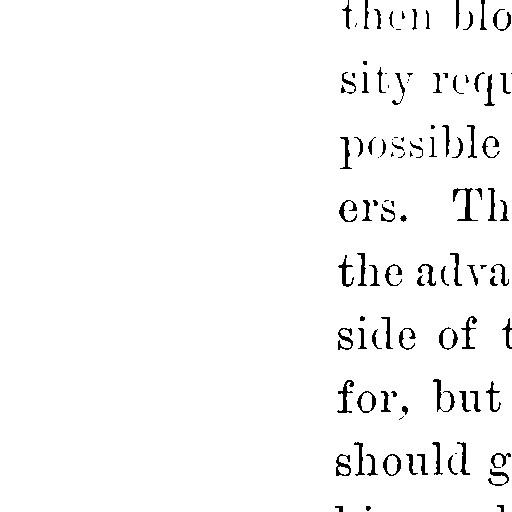 then blo
sity requ
possible
ers. Th
the adva
side of t
for, but
should g